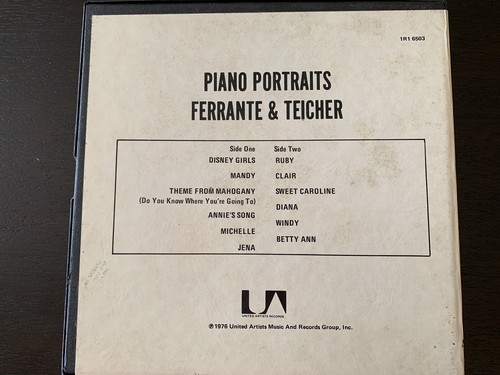 1R1 6503
PIANO PORTRAITS
FERRANTE & TEICHER
Side One
DISNEY GIRLS
MANDY
THEME FROM MAHOGANY
(Do You Know Where You're Going To)
ANNIE'S SONG
MICHELLE
JENA
Side Two
RUBY
CLAIR
SWEET CAROLINE
DIANA
WINDY
BETTY ANN
UA
UNITED ARTISTS RECORDS
℗ 1976 United Artists Music And Records Group, Inc.